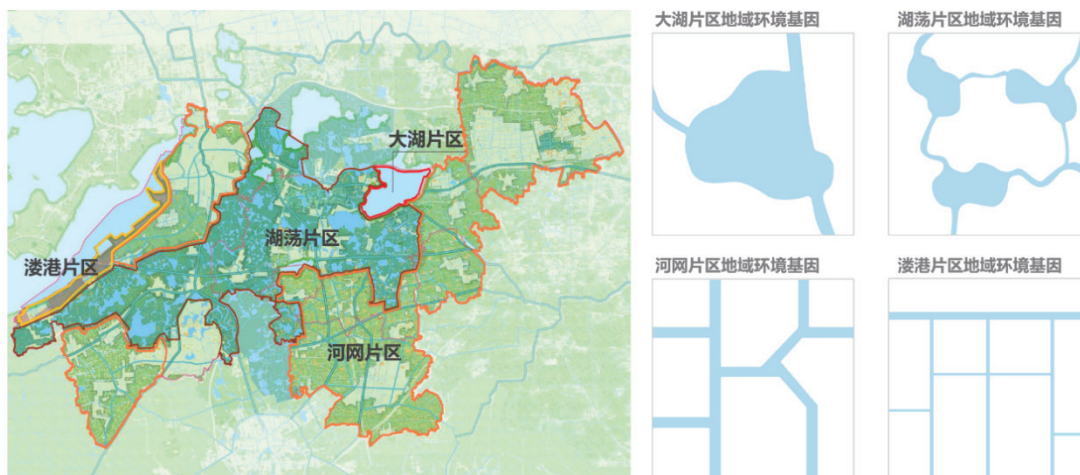 大湖片区地域环境基因
湖荡片区地域环境基因
大湖片区
湖荡片区
溇港片区
河网片区
河网片区地域环境基因
溇港片区地域环境基因